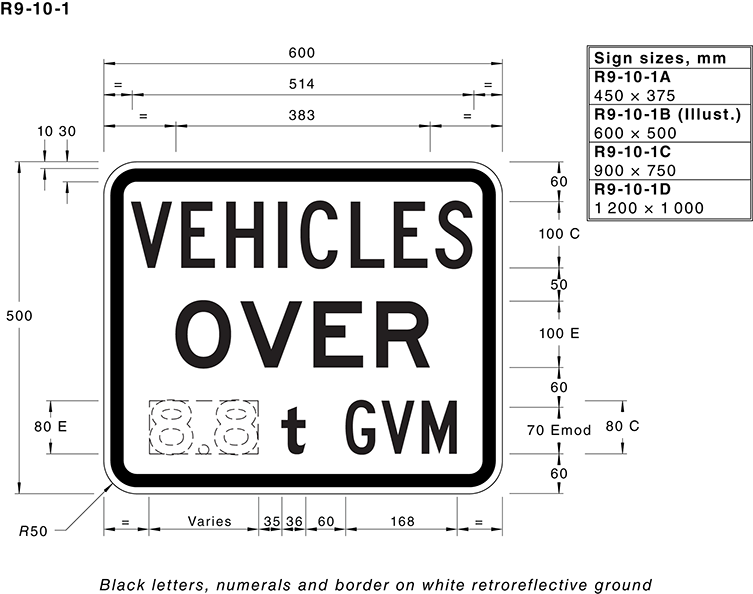 R9-10-1
600
= 514 =
= 383 =
10 30
Sign sizes, mm
R9-10-1A
450 × 375
R9-10-1B (Illust.)
600 × 500
R9-10-1C
900 × 750
R9-10-1D
1 200 × 1 000
60
VEHICLES
100 C
50
500
OVER
100 E
60
80 E
8.8 t GVM
70 Emod
80 C
60
R50
= Varies 35 36 60 168 =
Black letters, numerals and border on white retroreflective ground